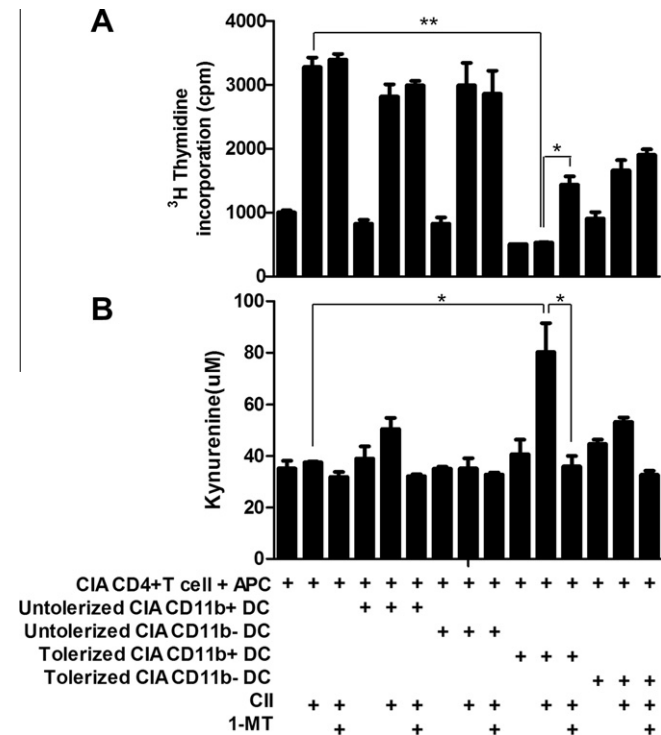 A
**
*
³H Thymidine
incorporation (cpm)
4000
3000
2000
1000
0
B
*
*
Kynurenine(uM)
100
80
60
40
20
0
CIA CD4+T cell + APC + + + + + + + + + + + + + + +
Untolerized CIA CD11b+ DC + + +
Untolerized CIA CD11b- DC + + +
Tolerized CIA CD11b+ DC + + +
Tolerized CIA CD11b- DC + + +
CII + + + + + + + + + +
1-MT + + + + +